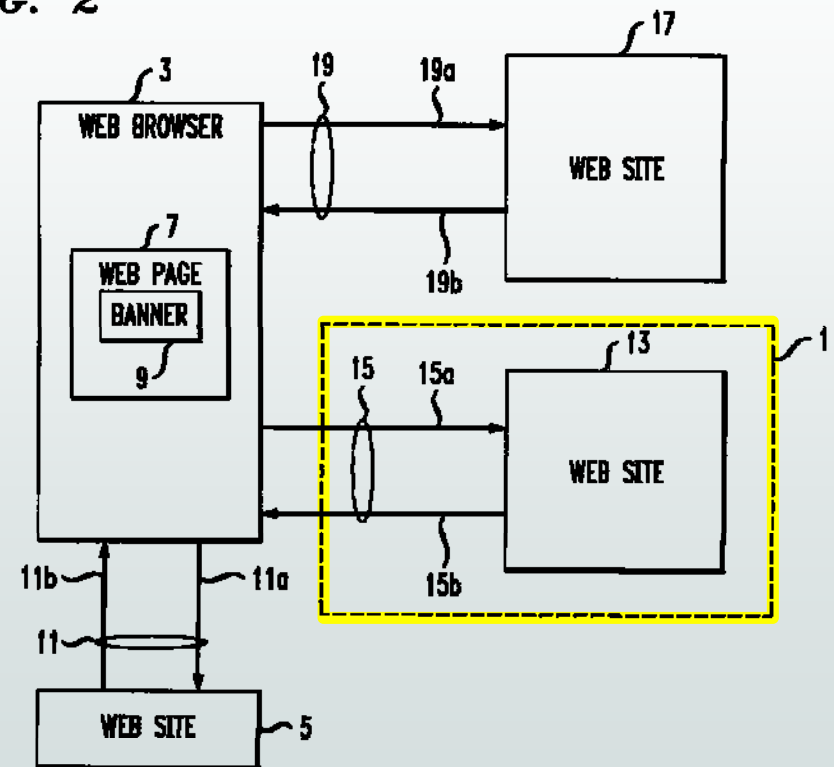 G. 2
17
3
19
19a
WEB BROWSER
WEB SITE
7
WEB PAGE
BANNER
9
19b
1
13
15
15a
WEB SITE
15b
11b
11a
11
WEB SITE
5